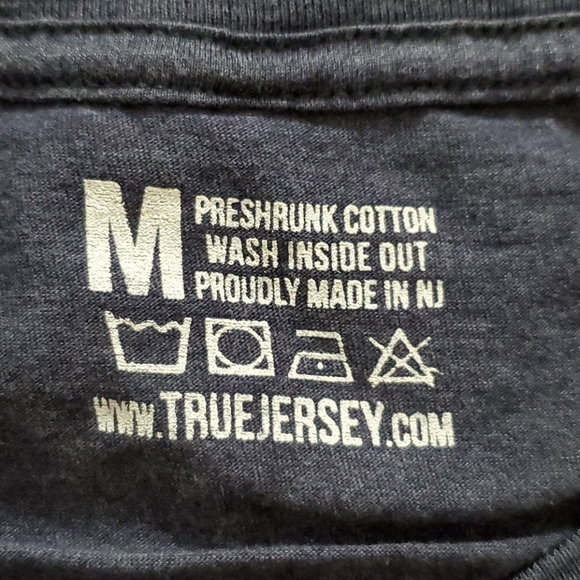 M
PRESHRUNK COTTON
WASH INSIDE OUT
PROUDLY MADE IN NJ
www.TRUEJERSEY.COM